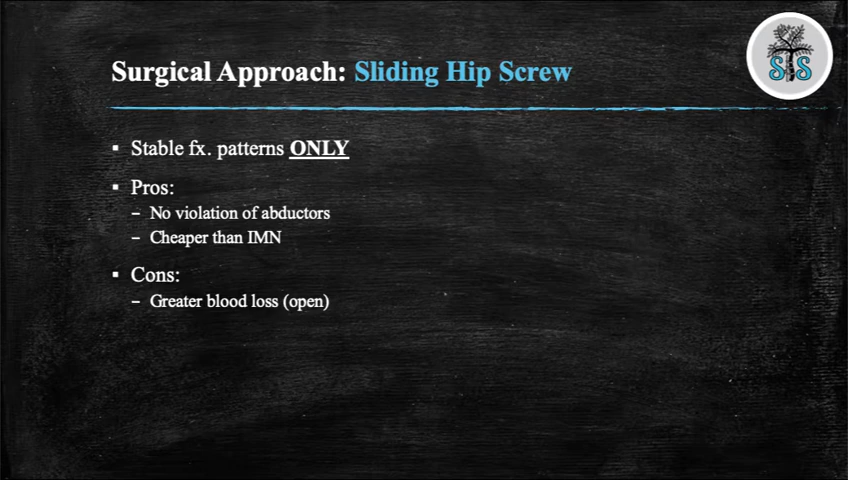 Surgical Approach: Sliding Hip Screw
S S
▪ Stable fx. patterns ONLY
▪ Pros:
– No violation of abductors
– Cheaper than IMN
▪ Cons:
– Greater blood loss (open)